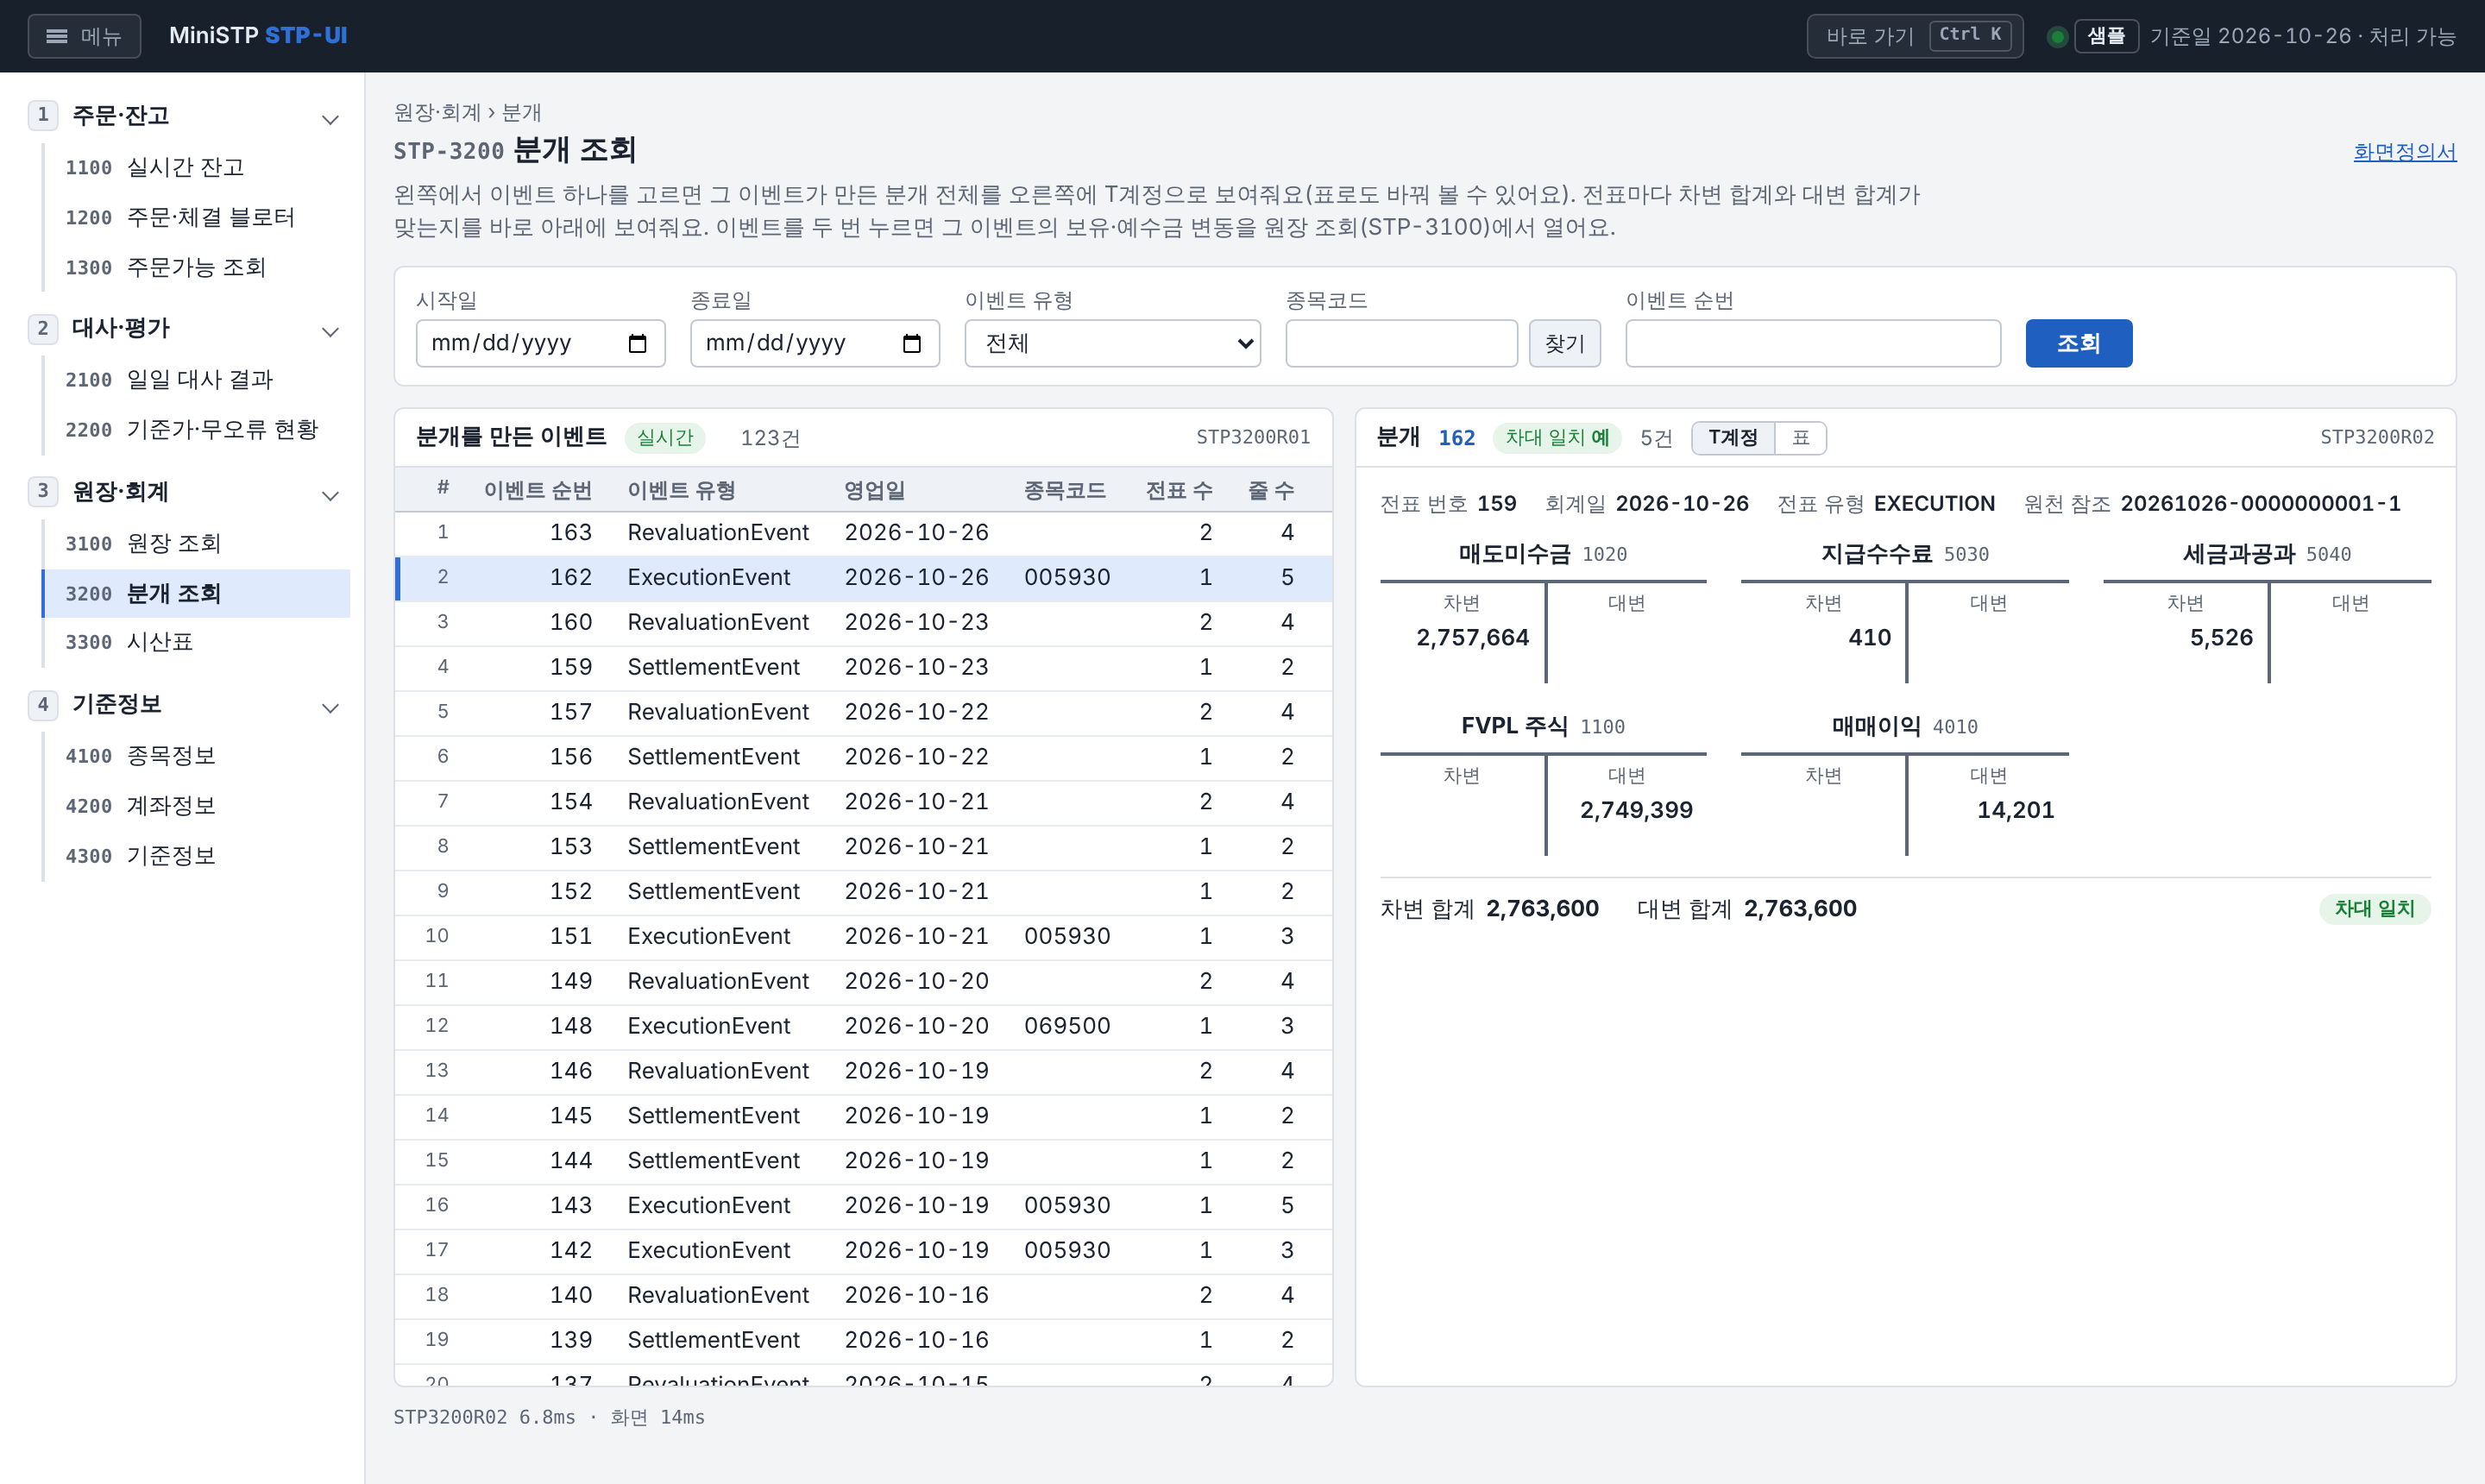 메뉴 MiniSTP STP-UI 바로 가기 Ctrl K 샘플 기준일 2026-10-26 · 처리 가능
1 주문·잔고
1100 실시간 잔고
1200 주문·체결 블로터
1300 주문가능 조회
2 대사·평가
2100 일일 대사 결과
2200 기준가·무오류 현황
3 원장·회계
3100 원장 조회
3200 분개 조회
3300 시산표
4 기준정보
4100 종목정보
4200 계좌정보
4300 기준정보
원장·회계 › 분개
STP-3200 분개 조회 화면정의서
왼쪽에서 이벤트 하나를 고르면 그 이벤트가 만든 분개 전체를 오른쪽에 T계정으로 보여줘요(표로도 바꿔 볼 수 있어요). 전표마다 차변 합계와 대변 합계가
맞는지를 바로 아래에 보여줘요. 이벤트를 두 번 누르면 그 이벤트의 보유·예수금 변동을 원장 조회(STP-3100)에서 열어요.
시작일 종료일 이벤트 유형 종목코드 이벤트 순번
mm/dd/yyyy mm/dd/yyyy 전체 찾기 조회
분개를 만든 이벤트 실시간 123건 STP3200R01
# 이벤트 순번 이벤트 유형 영업일 종목코드 전표 수 줄 수
1 163 RevaluationEvent 2026-10-26 2 4
2 162 ExecutionEvent 2026-10-26 005930 1 5
3 160 RevaluationEvent 2026-10-23 2 4
4 159 SettlementEvent 2026-10-23 1 2
5 157 RevaluationEvent 2026-10-22 2 4
6 156 SettlementEvent 2026-10-22 1 2
7 154 RevaluationEvent 2026-10-21 2 4
8 153 SettlementEvent 2026-10-21 1 2
9 152 SettlementEvent 2026-10-21 1 2
10 151 ExecutionEvent 2026-10-21 005930 1 3
11 149 RevaluationEvent 2026-10-20 2 4
12 148 ExecutionEvent 2026-10-20 069500 1 3
13 146 RevaluationEvent 2026-10-19 2 4
14 145 SettlementEvent 2026-10-19 1 2
15 144 SettlementEvent 2026-10-19 1 2
16 143 ExecutionEvent 2026-10-19 005930 1 5
17 142 ExecutionEvent 2026-10-19 005930 1 3
18 140 RevaluationEvent 2026-10-16 2 4
19 139 SettlementEvent 2026-10-16 1 2
20 137 RevaluationEvent 2026-10-15 2 4
분개 162 차대 일치 예 5건 T계정 표 STP3200R02
전표 번호 159 회계일 2026-10-26 전표 유형 EXECUTION 원천 참조 20261026-0000000001-1
매도미수금 1020 지급수수료 5030 세금과공과 5040
차변 대변 차변 대변 차변 대변
2,757,664 410 5,526
FVPL 주식 1100 매매이익 4010
차변 대변 차변 대변
2,749,399 14,201
차변 합계 2,763,600 대변 합계 2,763,600 차대 일치
STP3200R02 6.8ms · 화면 14ms